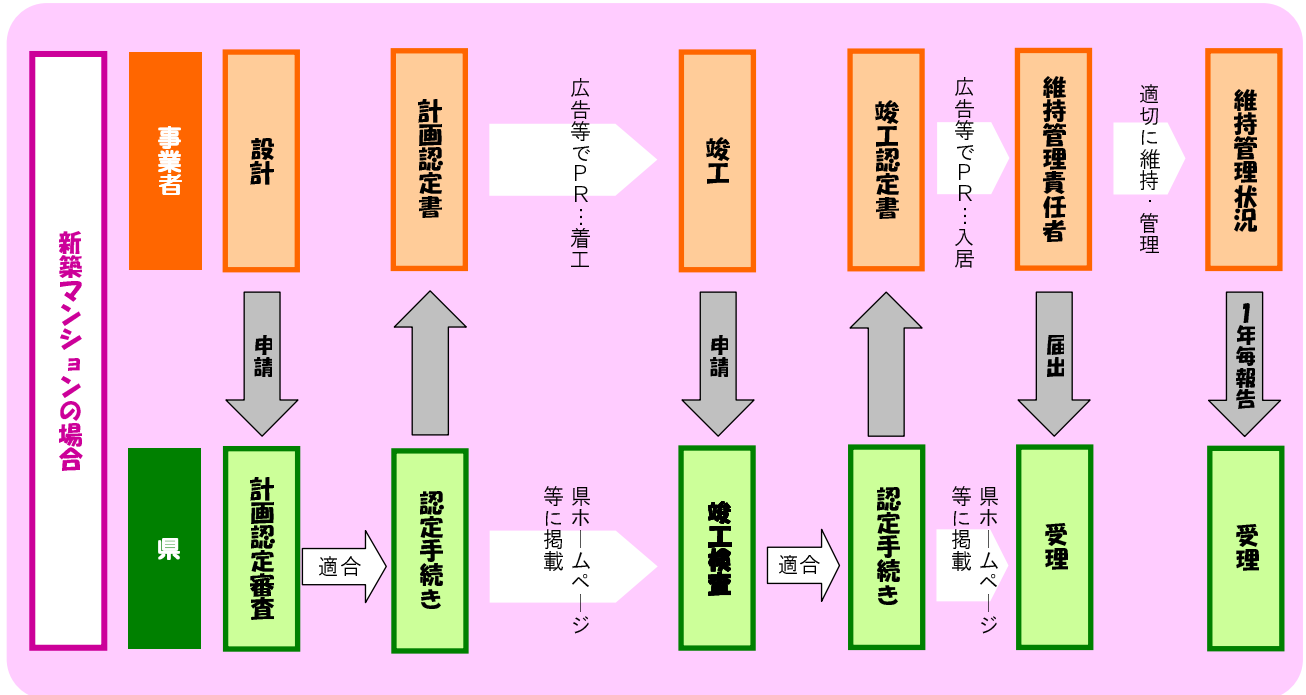 新築マンションの場合
事業者
設計
計画認定書
広告等でPR…着工
竣工
竣工認定書
広告等でPR…入居
維持管理責任者
適切に維持・管理
維持管理状況
申請
申請
届出
1年毎報告
県
計画認定審査
適合
認定手続き
県ホームページ
等に掲載
竣工検査
適合
認定手続き
県ホームページ
等に掲載
受理
受理